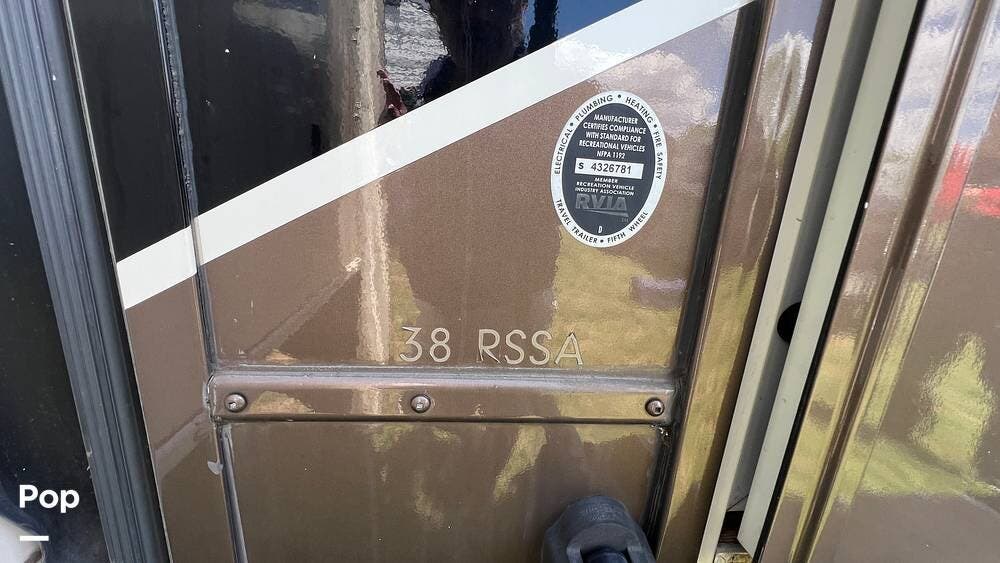 ELECTRICAL • PLUMBING • HEATING • FIRE SAFETY
MANUFACTURER
CERTIFIES COMPLIANCE
WITH STANDARD FOR
RECREATIONAL VEHICLES
NFPA 1192
S 4326781
MEMBER
RECREATION VEHICLE
INDUSTRY ASSOCIATION
RVIA
D
TRAVEL TRAILER • FIFTH WHEEL
38 RSSA
Pop